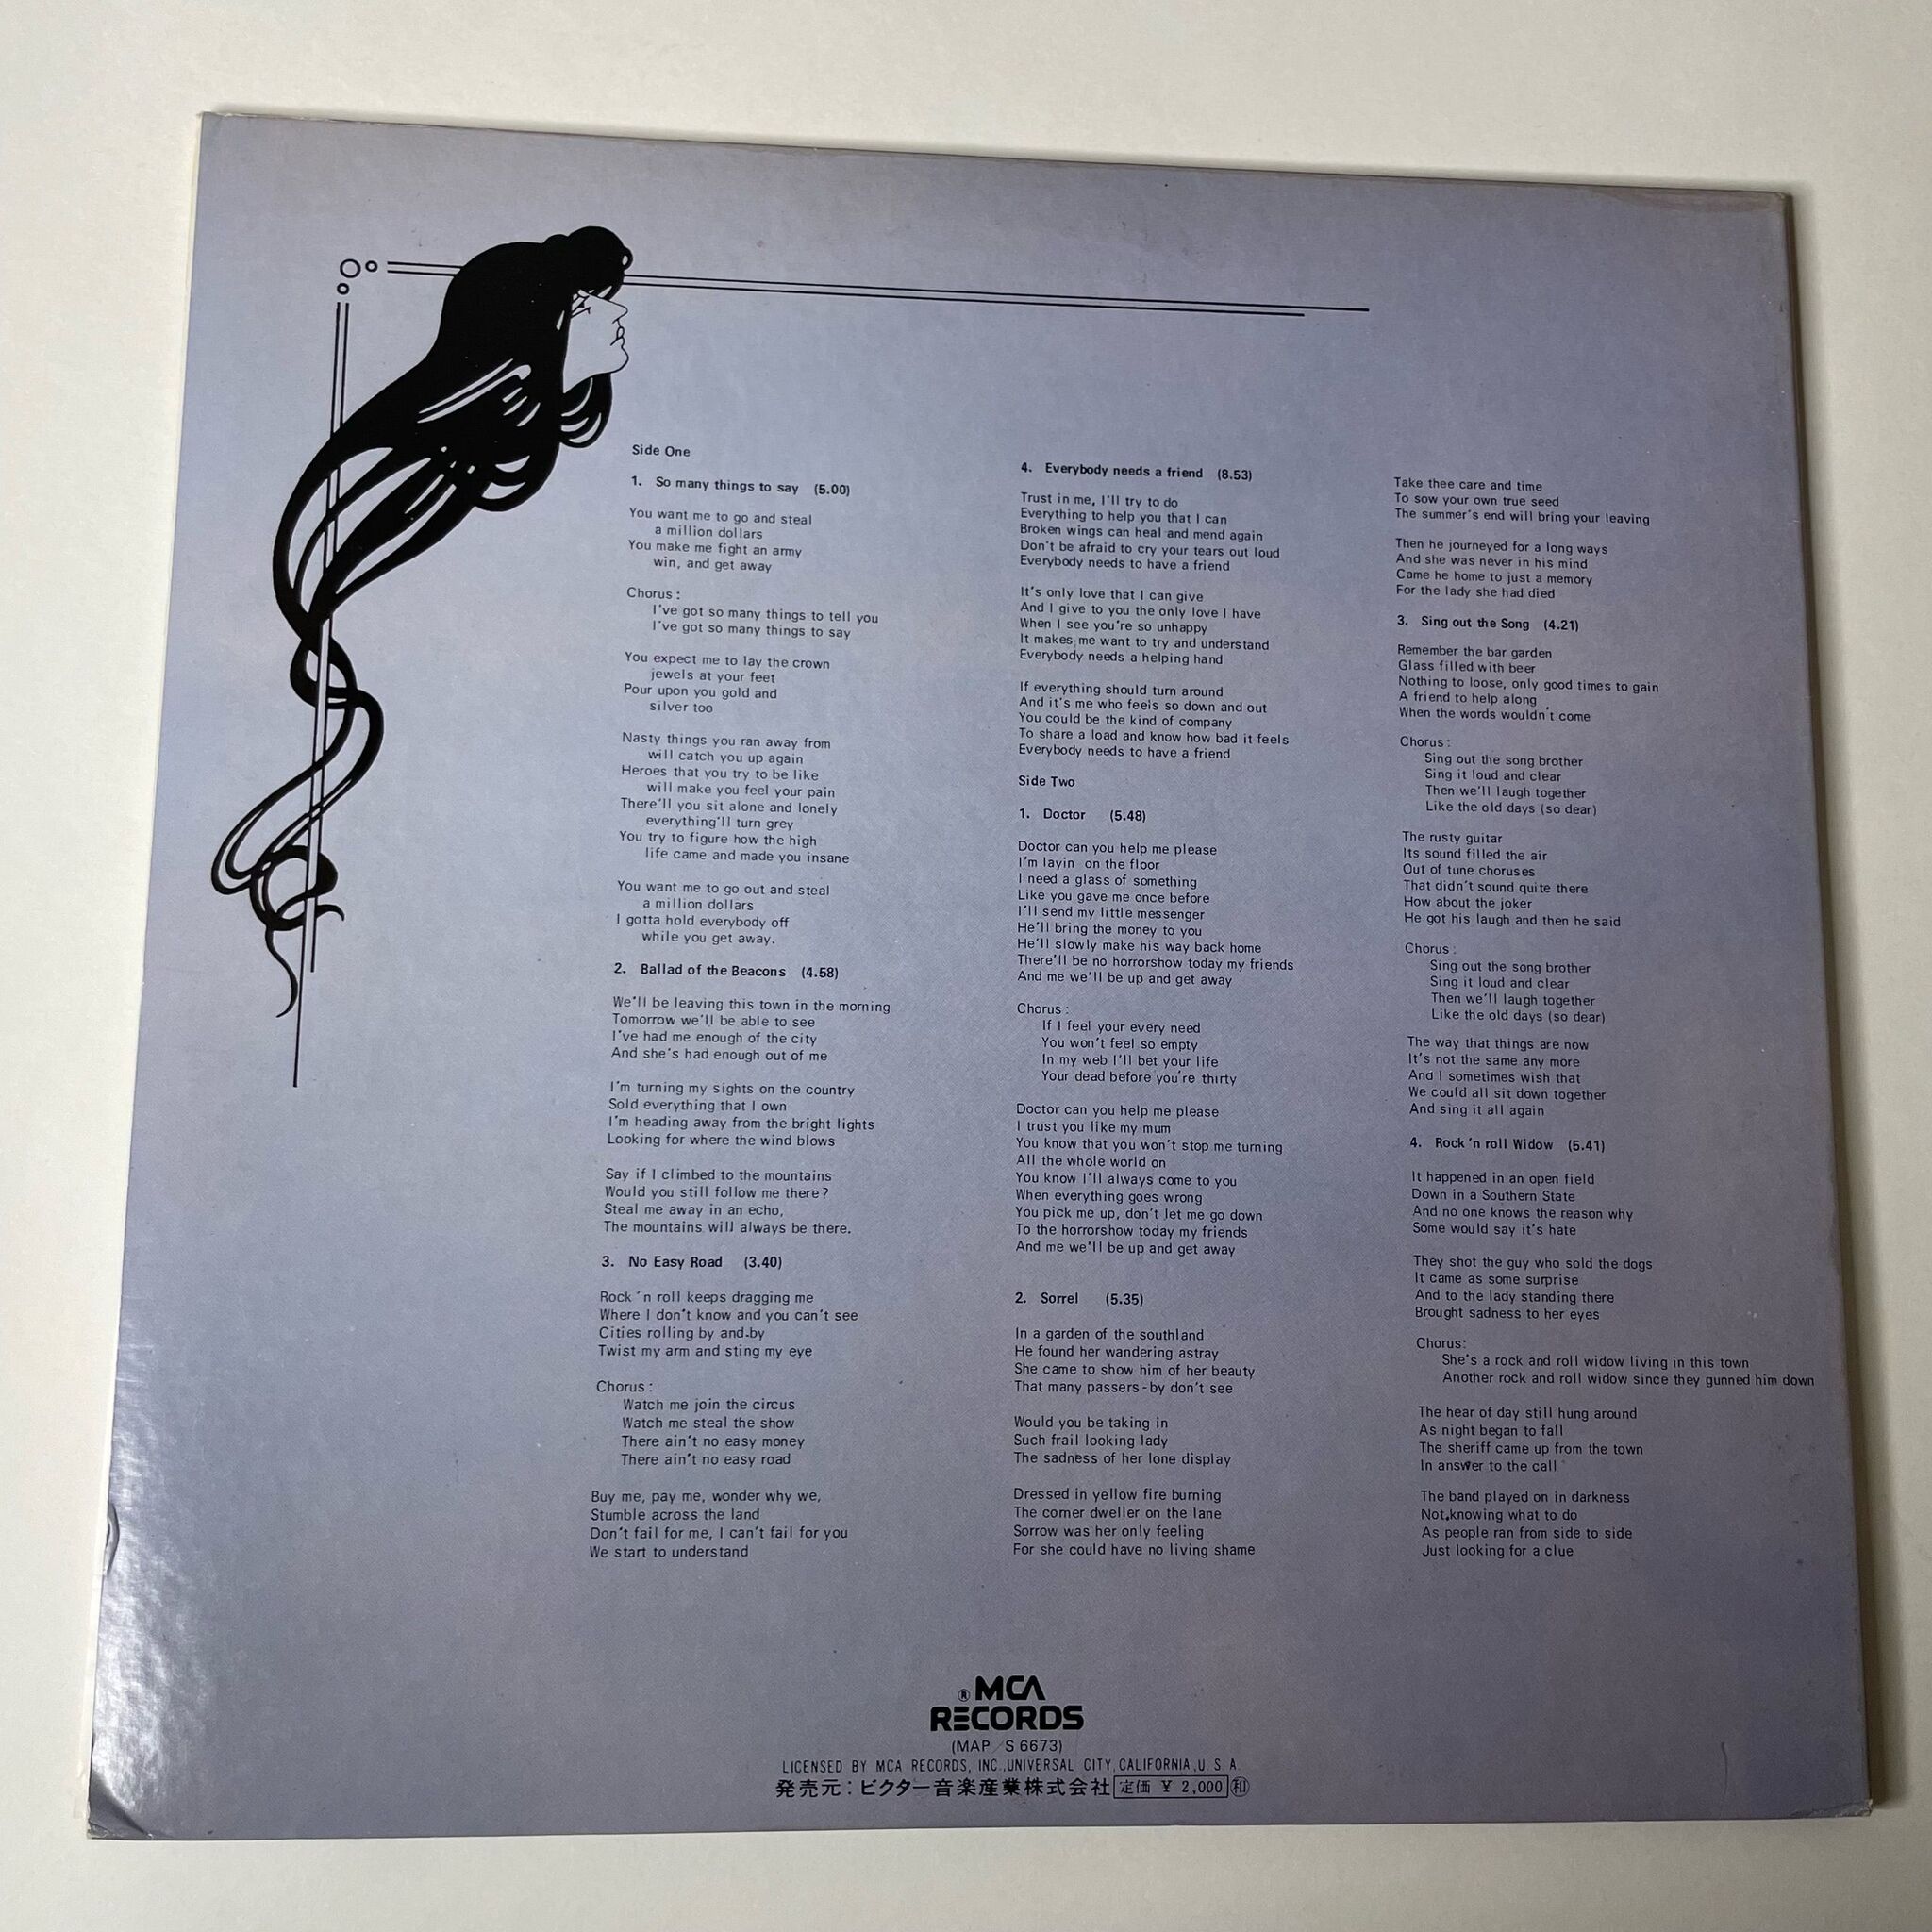 Side One
1. So many things to say (5.00)
You want me to go and steal
a million dollars
You make me fight an army
win, and get away
Chorus :
I've got so many things to tell you
I've got so many things to say
You expect me to lay the crown
jewels at your feet
Pour upon you gold and
silver too
Nasty things you ran away from
will catch you up again
Heroes that you try to be like
will make you feel your pain
There'll you sit alone and lonely
everything'll turn grey
You try to figure how the high
life came and made you insane
You want me to go out and steal
a million dollars
I gotta hold everybody off
while you get away.
2. Ballad of the Beacons (4.58)
We'll be leaving this town in the morning
Tomorrow we'll be able to see
I've had me enough of the city
And she's had enough out of me
I'm turning my sights on the country
Sold everything that I own
I'm heading away from the bright lights
Looking for where the wind blows
Say if I climbed to the mountains
Would you still follow me there?
Steal me away in an echo,
The mountains will always be there.
3. No Easy Road (3.40)
Rock 'n roll keeps dragging me
Where I don't know and you can't see
Cities rolling by and by
Twist my arm and sting my eye
Chorus :
Watch me join the circus
Watch me steal the show
There ain't no easy money
There ain't no easy road
Buy me, pay me, wonder why we,
Stumble across the land
Don't fail for me, I can't fail for you
We start to understand
4. Everybody needs a friend (8.53)
Trust in me, I'll try to do
Everything to help you that I can
Broken wings can heal and mend again
Don't be afraid to cry your tears out loud
Everybody needs to have a friend
It's only love that I can give
And I give to you the only love I have
When I see you're so unhappy
It makes me want to try and understand
Everybody needs a helping hand
If everything should turn around
And it's me who feels so down and out
You could be the kind of company
To share a load and know how bad it feels
Everybody needs to have a friend
Side Two
1. Doctor (5.48)
Doctor can you help me please
I'm layin on the floor
I need a glass of something
Like you gave me once before
I'll send my little messenger
He'll bring the money to you
He'll slowly make his way back home
There'll be no horrorshow today my friends
And me we'll be up and get away
Chorus :
If I feel your every need
You won't feel so empty
In my web I'll bet your life
Your dead before you're thirty
Doctor can you help me please
I trust you like my mum
You know that you won't stop me turning
All the whole world on
You know I'll always come to you
When everything goes wrong
You pick me up, don't let me go down
To the horrorshow today my friends
And me we'll be up and get away
2. Sorrel (5.35)
In a garden of the southland
He found her wandering astray
She came to show him of her beauty
That many passers-by don't see
Would you be taking in
Such frail looking lady
The sadness of her lone display
Dressed in yellow fire burning
The corner dweller on the lane
Sorrow was her only feeling
For she could have no living shame
Take thee care and time
To sow your own true seed
The summer's end will bring your leaving
Then he journeyed for a long ways
And she was never in his mind
Came he home to just a memory
For the lady she had died
3. Sing out the Song (4.21)
Remember the bar garden
Glass filled with beer
Nothing to loose, only good times to gain
A friend to help along
When the words wouldn't come
Chorus :
Sing out the song brother
Sing it loud and clear
Then we'll laugh together
Like the old days (so dear)
The rusty guitar
Its sound filled the air
Out of tune choruses
That didn't sound quite there
How about the joker
He got his laugh and then he said
Chorus :
Sing out the song brother
Sing it loud and clear
Then we'll laugh together
Like the old days (so dear)
The way that things are now
It's not the same any more
And I sometimes wish that
We could all sit down together
And sing it all again
4. Rock 'n roll Widow (5.41)
It happened in an open field
Down in a Southern State
And no one knows the reason why
Some would say it's hate
They shot the guy who sold the dogs
It came as some surprise
And to the lady standing there
Brought sadness to her eyes
Chorus:
She's a rock and roll widow living in this town
Another rock and roll widow since they gunned him down
The hear of day still hung around
As night began to fall
The sheriff came up from the town
In answer to the call
The band played on in darkness
Not knowing what to do
As people ran from side to side
Just looking for a clue
® MCA
RECORDS
(MAP/S 6673)
LICENSED BY MCA RECORDS, INC.,UNIVERSAL CITY,CALIFORNIA,U.S.A.
発売元:ビクター音楽産業株式会社 定価 ¥ 2,000 ㊗